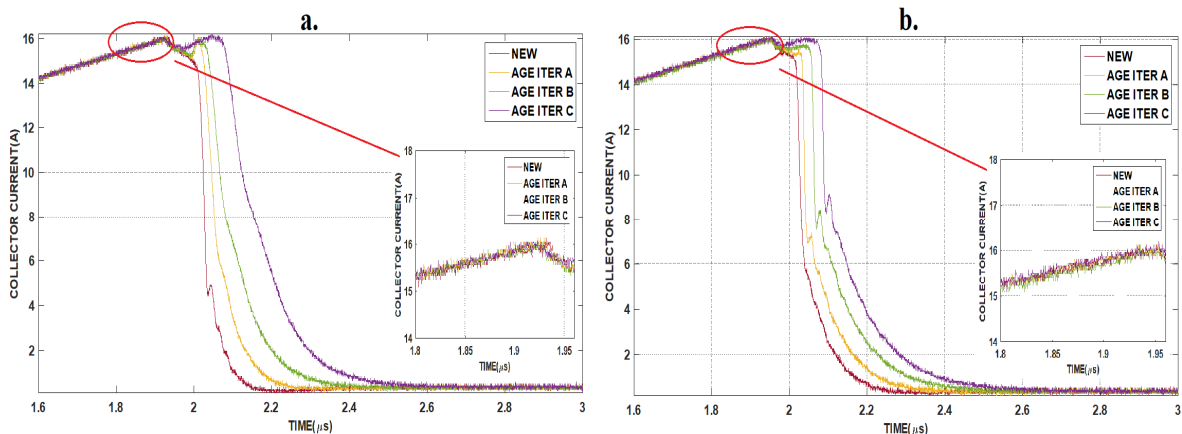 a.
COLLECTOR CURRENT(A)
16
14
12
10
8
6
4
2
1.6
1.8
2
2.2
2.4
2.6
2.8
3
TIME(μs)
NEW
AGE ITER A
AGE ITER B
AGE ITER C
COLLECTOR CURRENT(A)
18
17
16
15
14
1.8
1.85
1.9
1.95
TIME(μs)
NEW
AGE ITER A
AGE ITER B
AGE ITER C
b.
COLLECTOR CURRENT(A)
16
14
12
10
8
6
4
2
1.6
1.8
2
2.2
2.4
2.6
2.8
3
TIME(μs)
NEW
AGE ITER A
AGE ITER B
AGE ITER C
COLLECTOR CURRENT(A)
18
17
16
15
14
1.8
1.85
1.9
1.95
TIME(μs)
NEW
AGE ITER A
AGE ITER B
AGE ITER C